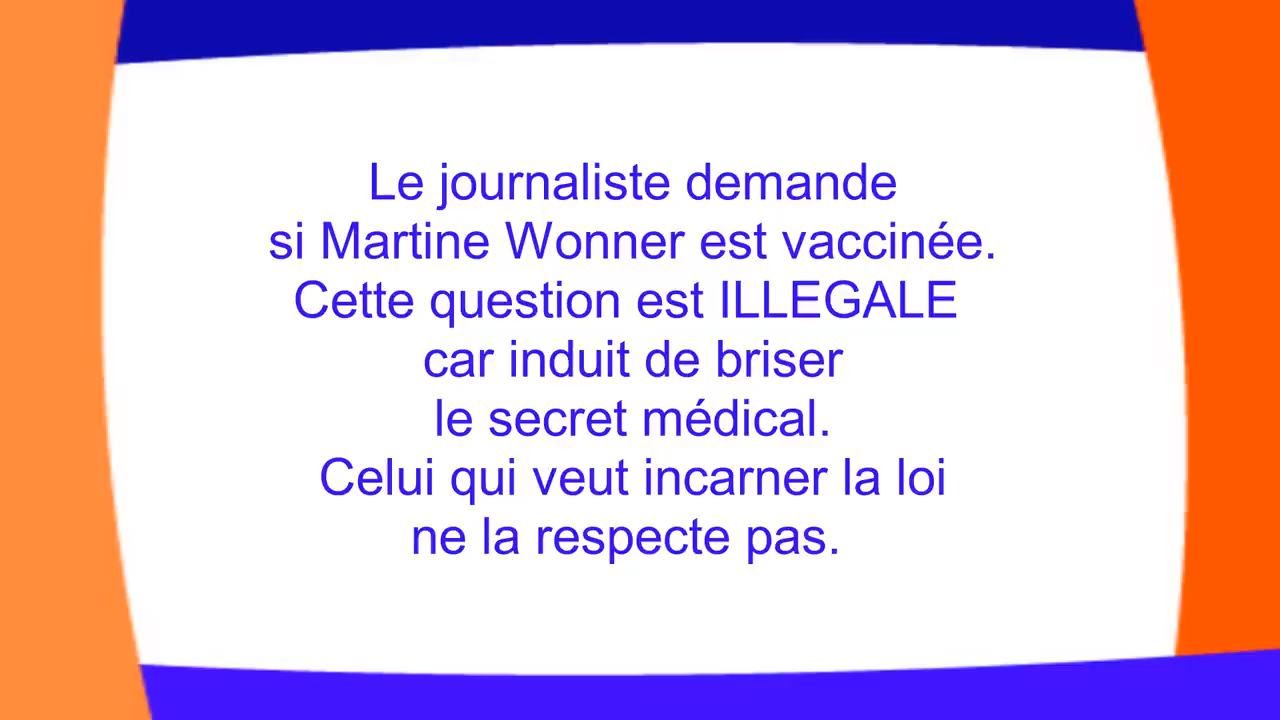 Le journaliste demande
si Martine Wonner est vaccinée.
Cette question est ILLEGALE
car induit de briser
le secret médical.
Celui qui veut incarner la loi
ne la respecte pas.